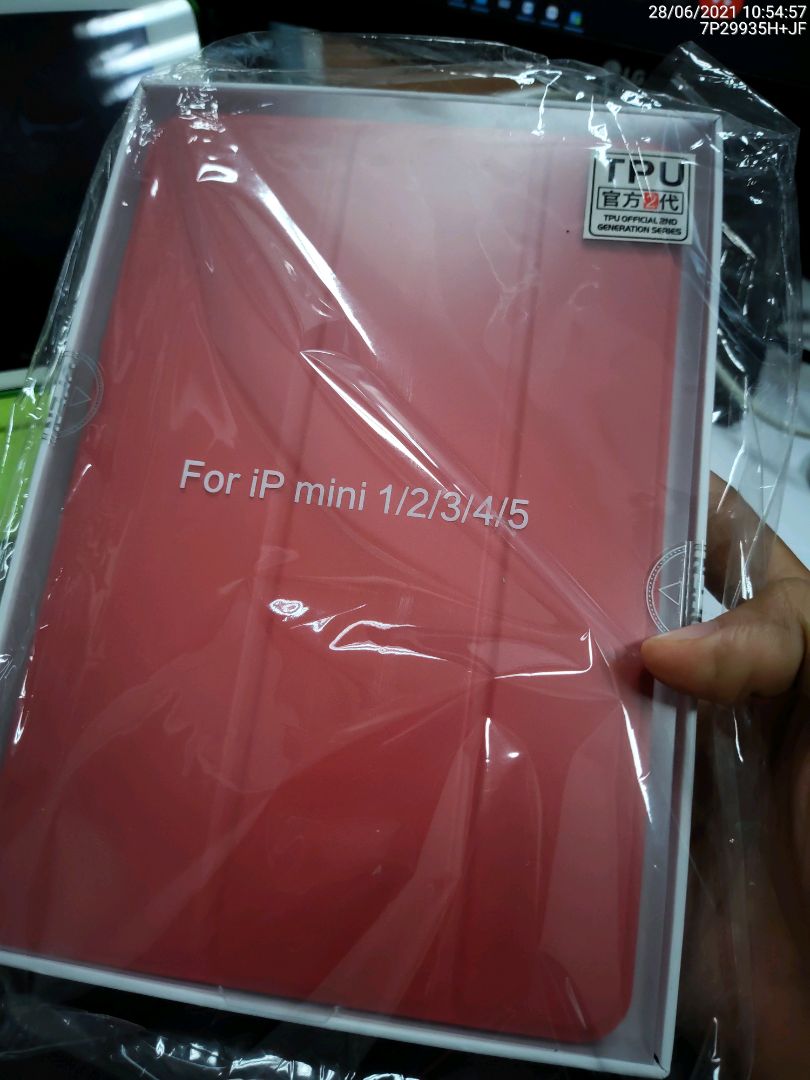 28/06/2021 10:54:57
7P29935H+JF
LG
TPU
官方2代
TPU OFFICIAL 2ND
GENERATION SERIES
For iP mini 1/2/3/4/5